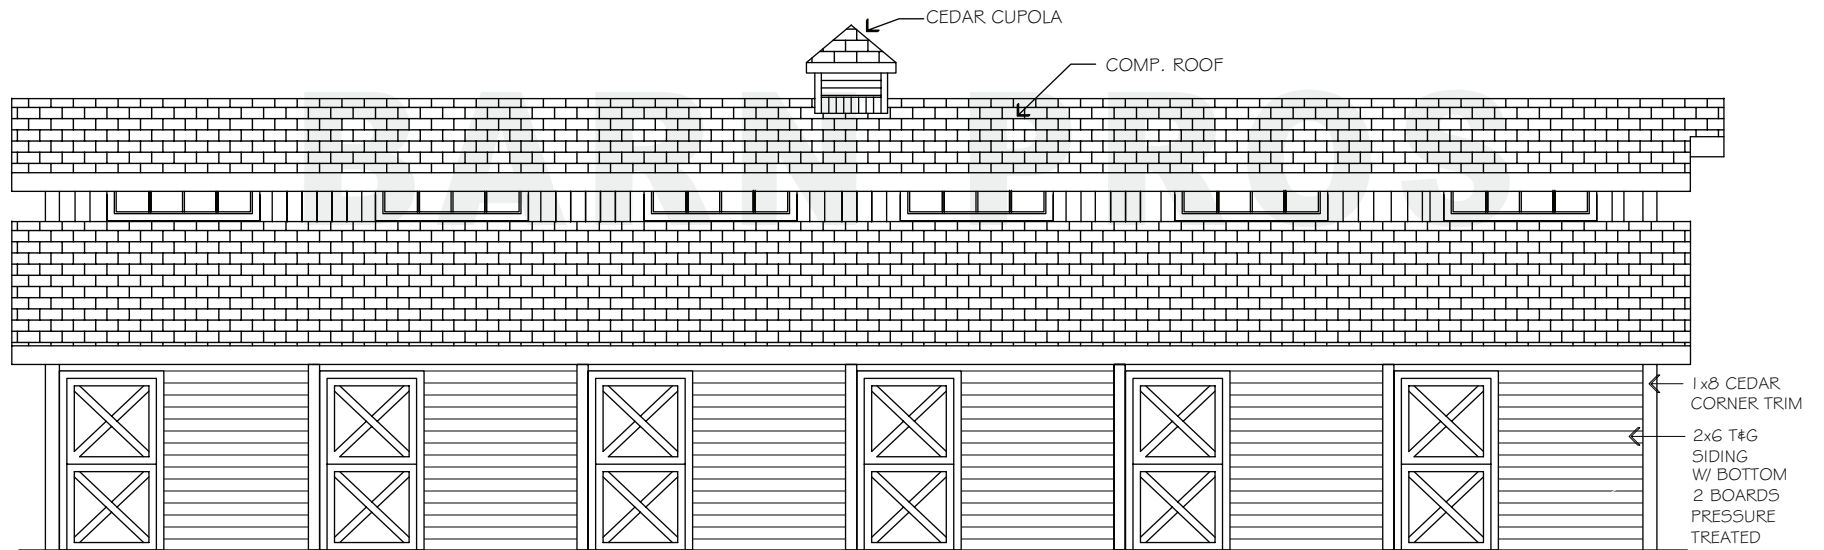 CEDAR CUPOLA
COMP. ROOF
BARN PROS
1x8 CEDAR
CORNER TRIM
2x6 T&G
SIDING
W/ BOTTOM
2 BOARDS
PRESSURE
TREATED